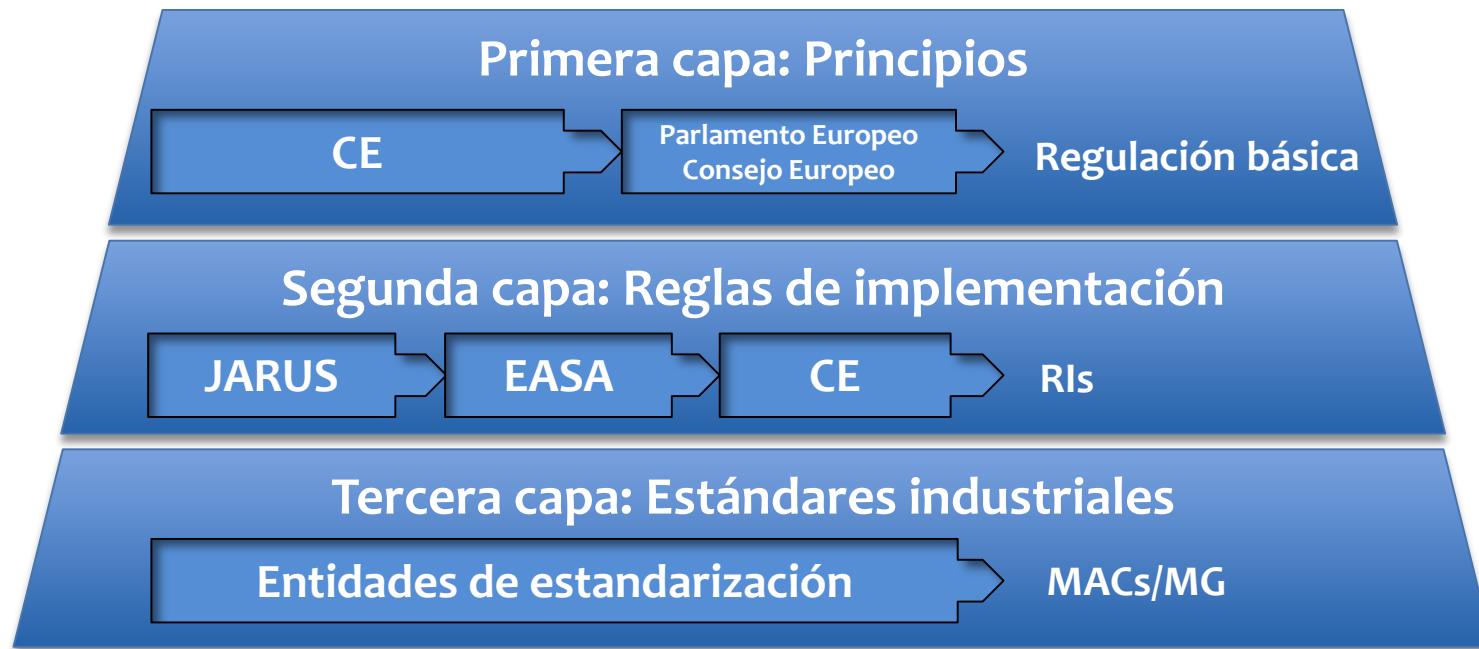 Primera capa: Principios
CE
Parlamento Europeo
Consejo Europeo
Regulación básica
Segunda capa: Reglas de implementación
JARUS
EASA
CE
RIs
Tercera capa: Estándares industriales
Entidades de estandarización
MACs/MG